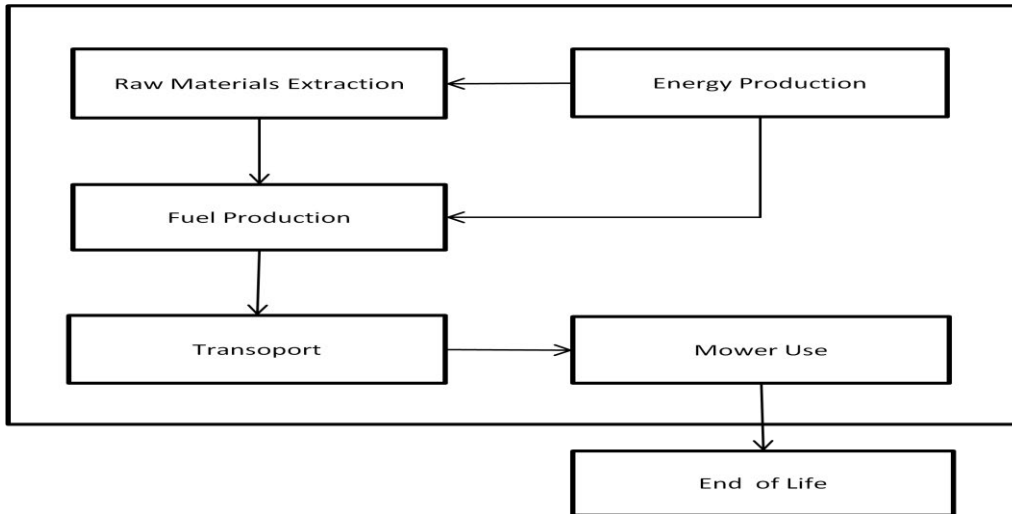 Raw Materials Extraction
Energy Production
Fuel Production
Transoport
Mower Use
End of Life